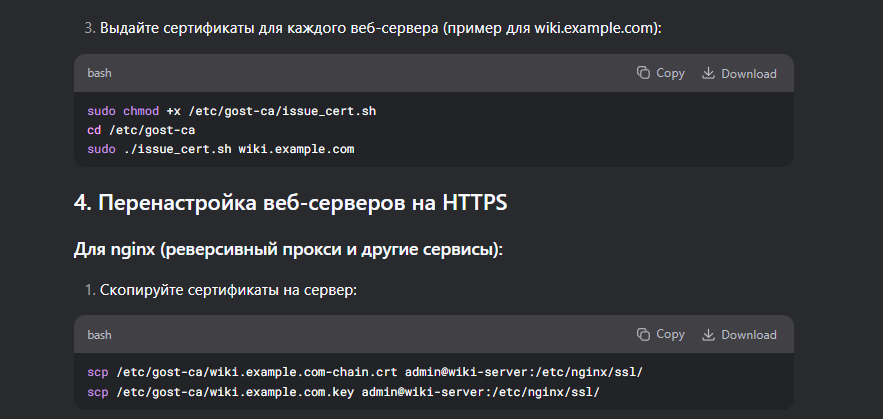 3. Выдайте сертификаты для каждого веб-сервера (пример для wiki.example.com):
bash
Copy
Download
sudo chmod +x /etc/gost-ca/issue_cert.sh
cd /etc/gost-ca
sudo ./issue_cert.sh wiki.example.com
4. Перенастройка веб-серверов на HTTPS
Для nginx (реверсивный прокси и другие сервисы):
1. Скопируйте сертификаты на сервер:
bash
Copy
Download
scp /etc/gost-ca/wiki.example.com-chain.crt admin@wiki-server:/etc/nginx/ssl/
scp /etc/gost-ca/wiki.example.com.key admin@wiki-server:/etc/nginx/ssl/